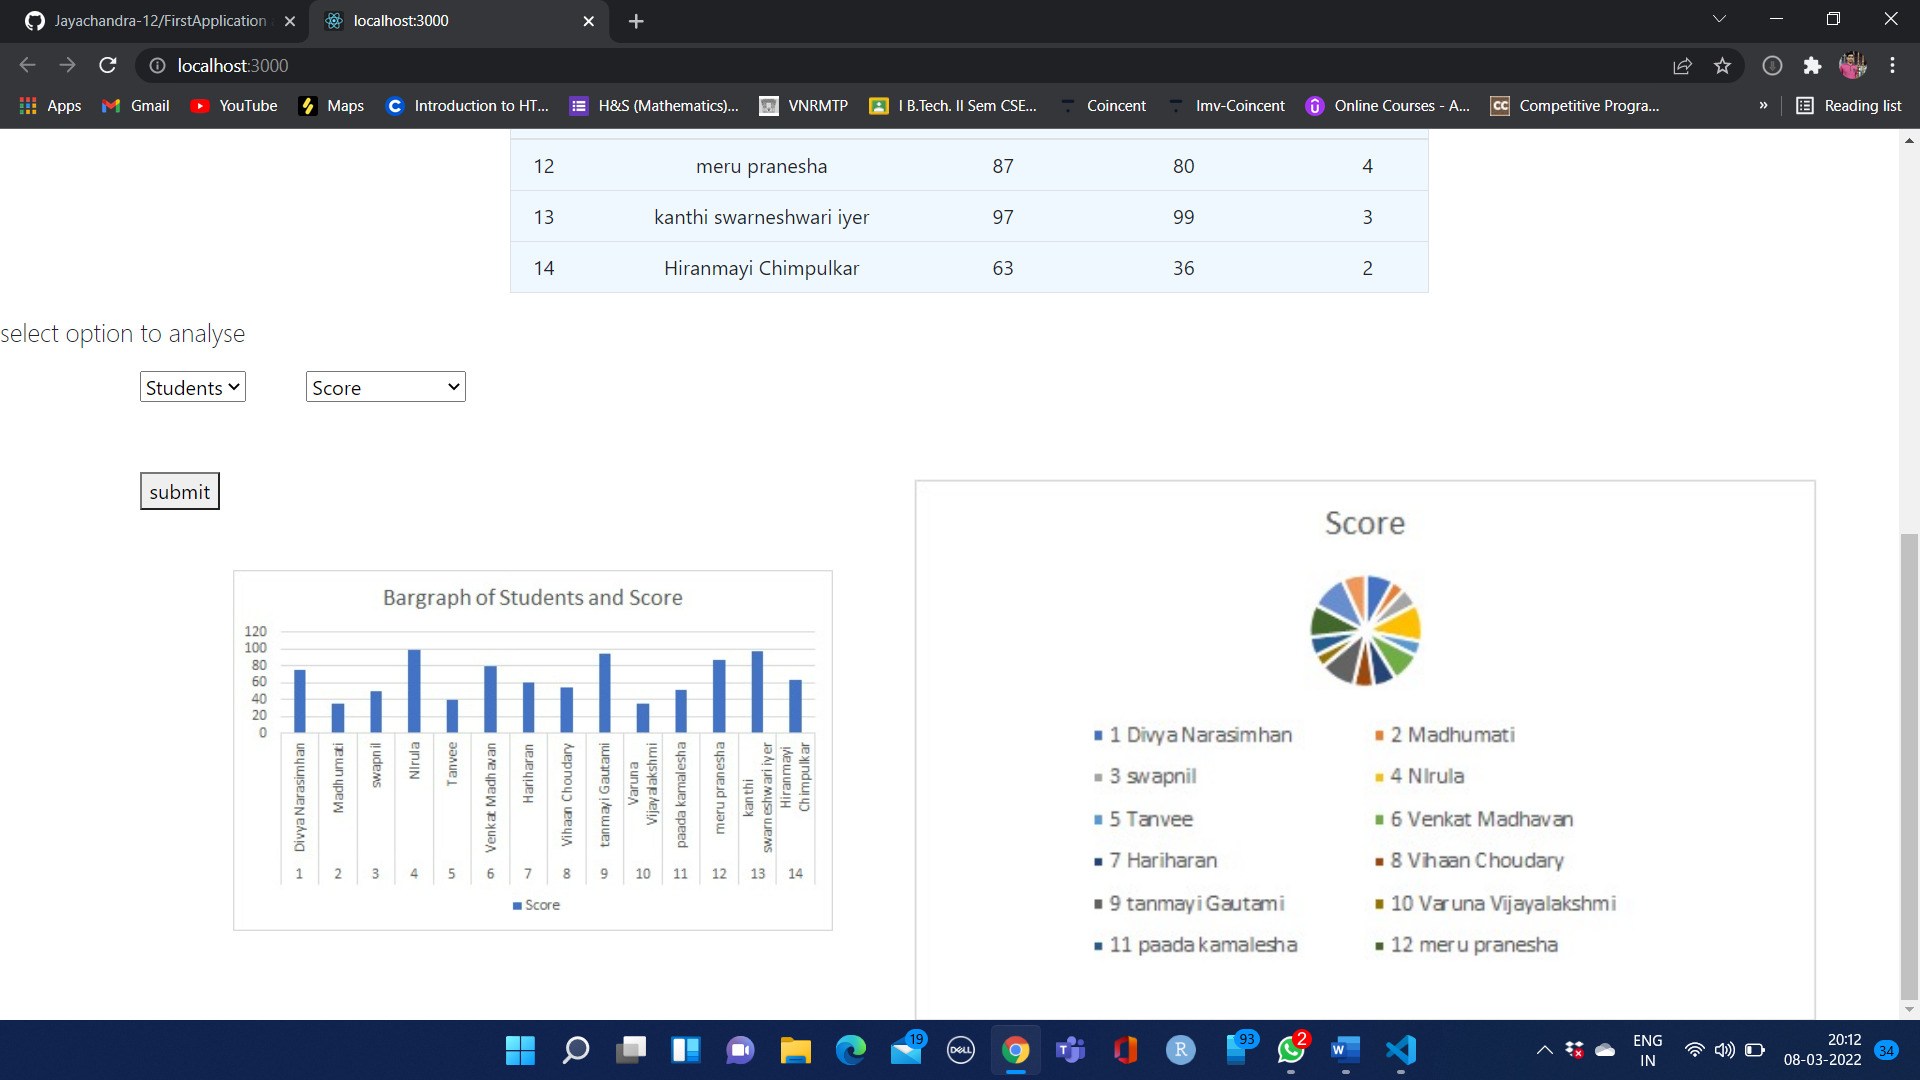 Jayachandra-12/FirstApplication
localhost:3000
localhost:3000
Apps Gmail YouTube Maps Introduction to HT... H&S (Mathematics)... VNRMTP I B.Tech. II Sem CSE... Coincent Imv-Coincent Online Courses - A... CC Competitive Progra... » Reading list
12 meru pranesha 87 80 4
13 kanthi swarneshwari iyer 97 99 3
14 Hiranmayi Chimpulkar 63 36 2
select option to analyse
Students Score
submit
Bargraph of Students and Score
120
100
80
60
40
20
0
Divya Narasimhan
Madhumati
swapnil
NIrula
Tanvee
Venkat Madhavan
Hariharan
Vihaan Choudary
tanmayi Gautami
Varuna
Vijayalakshmi
paada kamalesha
meru pranesha
kanthi
swarneshwari iyer
Hiranmayi
Chimpulkar
1 2 3 4 5 6 7 8 9 10 11 12 13 14
Score
Score
1 Divya Narasimhan 2 Madhumati
3 swapnil 4 NIrula
5 Tanvee 6 Venkat Madhavan
7 Hariharan 8 Vihaan Choudary
9 tanmayi Gautami 10 Varuna Vijayalakshmi
11 paada kamalesha 12 meru pranesha
19 DELL R 93 2 W
ENG
IN
20:12
08-03-2022
34